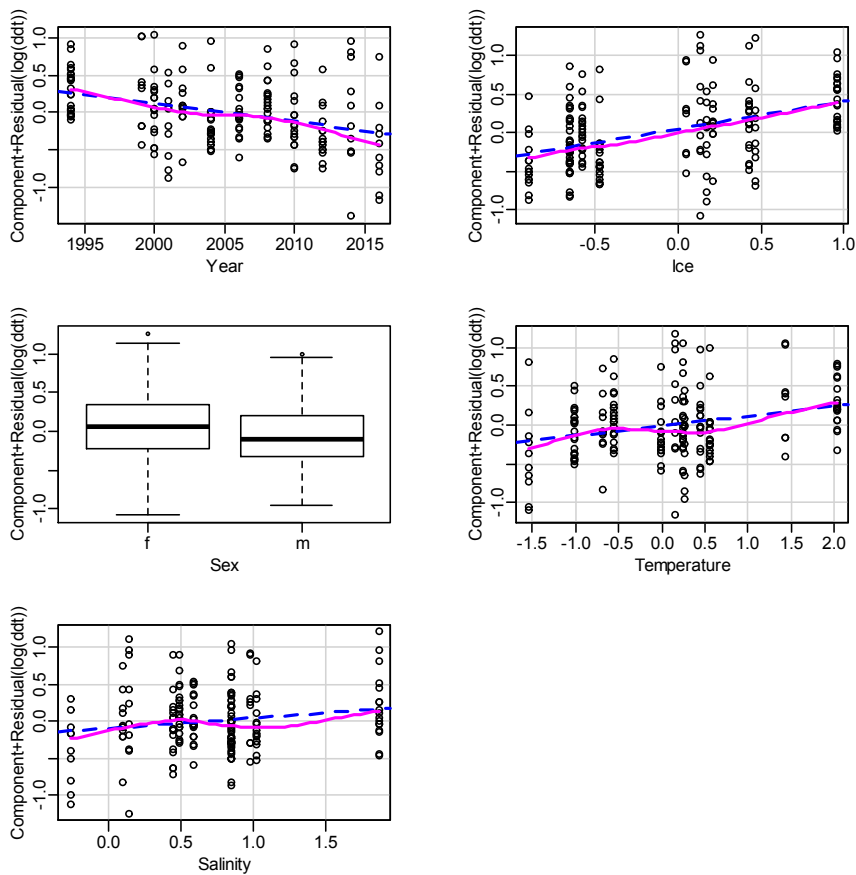 Component+Residual(log(ddt))
1.0
0.5
0.0
-1.0
1995 2000 2005 2010 2015
Year
Component+Residual(log(ddt))
1.0
0.5
0.0
-1.0
-0.5 0.0 0.5 1.0
Ice
Component+Residual(log(ddt))
1.0
0.5
0.0
-1.0
f m
Sex
Component+Residual(log(ddt))
1.0
0.5
0.0
-1.0
-1.5 -1.0 -0.5 0.0 0.5 1.0 1.5 2.0
Temperature
Component+Residual(log(ddt))
1.0
0.5
0.0
-1.0
0.0 0.5 1.0 1.5
Salinity